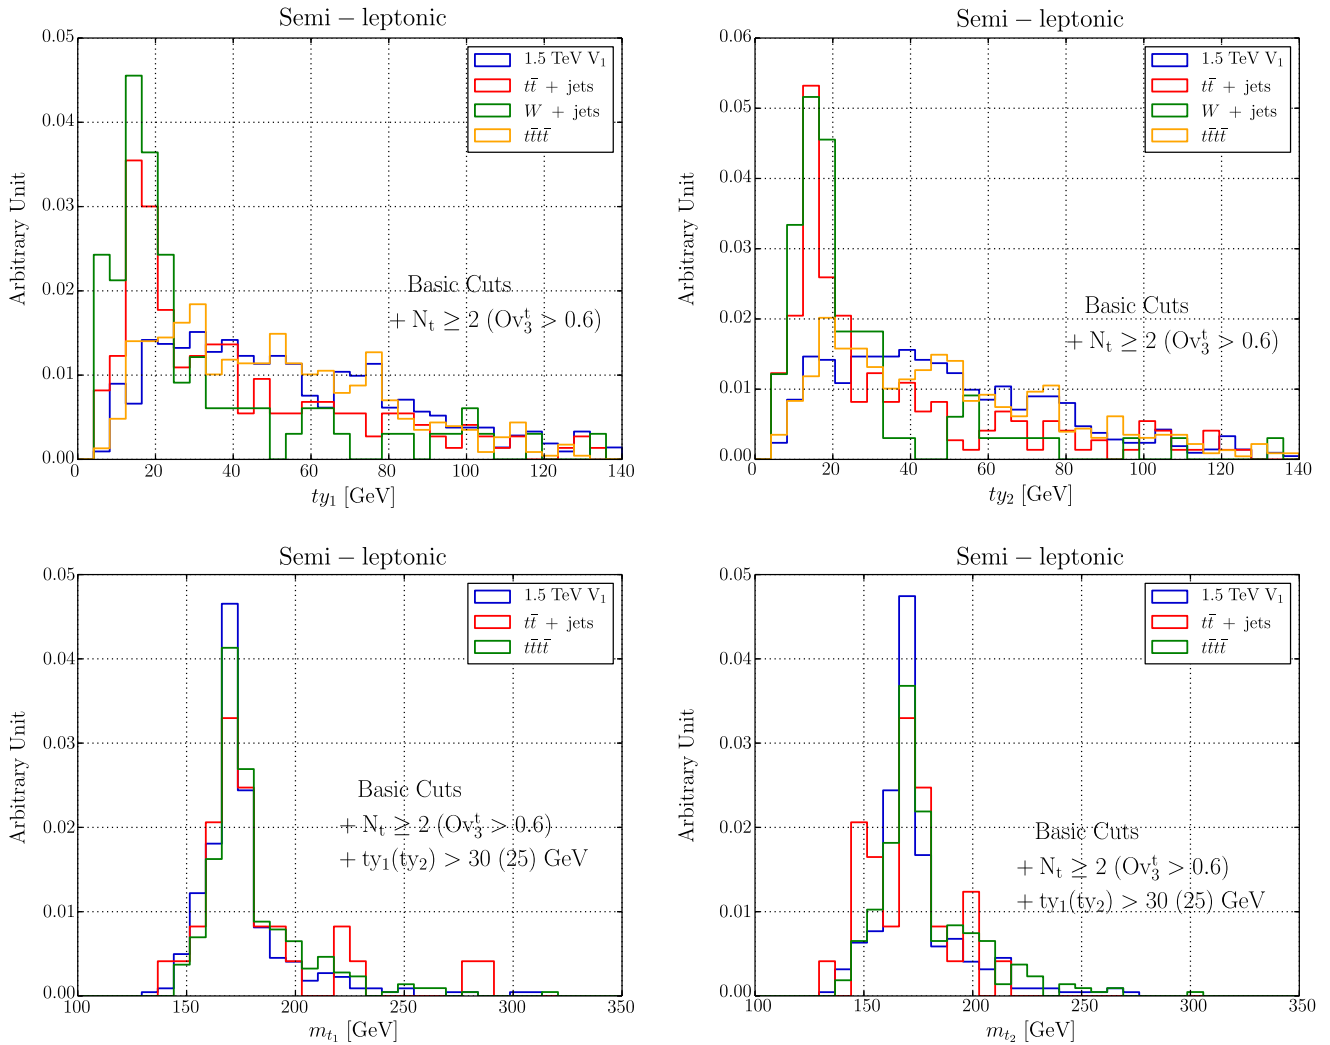 Semi − leptonic
0.05
0.04
0.03
0.02
0.01
0.00
0 20 40 60 80 100 120 140
Arbitrary Unit
ty₁ [GeV]
1.5 TeV V₁
tt̄ + jets
W + jets
tt̄tt̄
Basic Cuts
+ Nₜ ≥ 2 (Ov₃ᵗ > 0.6)
Semi − leptonic
0.06
0.05
0.04
0.03
0.02
0.01
0.00
0 20 40 60 80 100 120 140
Arbitrary Unit
ty₂ [GeV]
1.5 TeV V₁
tt̄ + jets
W + jets
tt̄tt̄
Basic Cuts
+ Nₜ ≥ 2 (Ov₃ᵗ > 0.6)
Semi − leptonic
0.05
0.04
0.03
0.02
0.01
0.00
100 150 200 250 300 350
Arbitrary Unit
m_{t₁} [GeV]
1.5 TeV V₁
tt̄ + jets
tt̄tt̄
Basic Cuts
+ Nₜ ≥ 2 (Ov₃ᵗ > 0.6)
+ ty₁(ty₂) > 30 (25) GeV
Semi − leptonic
0.05
0.04
0.03
0.02
0.01
0.00
100 150 200 250 300 350
Arbitrary Unit
m_{t₂} [GeV]
1.5 TeV V₁
tt̄ + jets
tt̄tt̄
Basic Cuts
+ Nₜ ≥ 2 (Ov₃ᵗ > 0.6)
+ ty₁(ty₂) > 30 (25) GeV